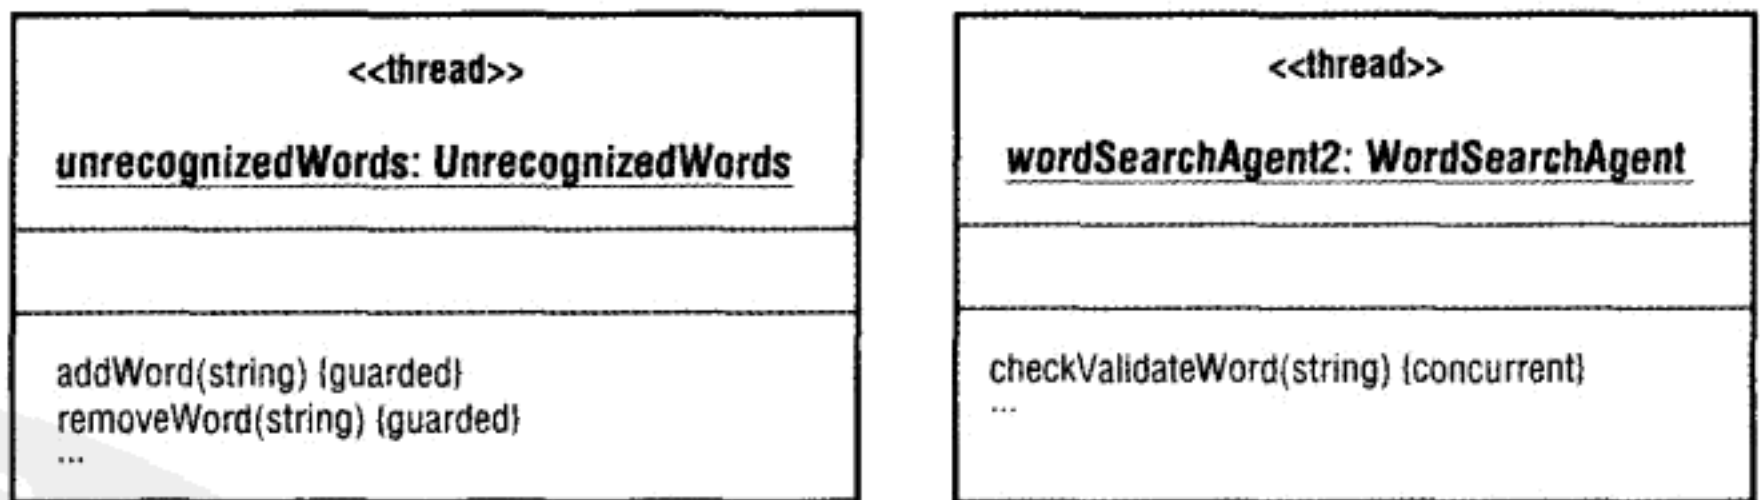 <<thread>>
unrecognizedWords: UnrecognizedWords
addWord(string) {guarded}
removeWord(string) {guarded}
...
<<thread>>
wordSearchAgent2: WordSearchAgent
checkValidateWord(string) {concurrent}
...